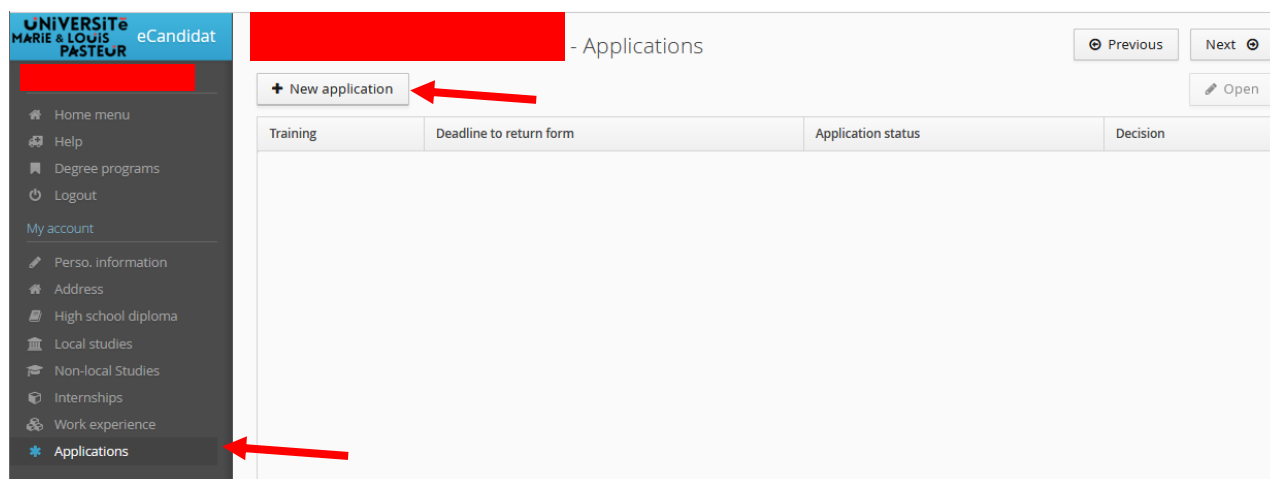 UNIVERSITé
MARIE & LOUIS
PASTEUR
eCandidat
- Applications
Previous
Next
+ New application
Open
Training
Deadline to return form
Application status
Decision
Home menu
Help
Degree programs
Logout
My account
Perso. information
Address
High school diploma
Local studies
Non-local Studies
Internships
Work experience
Applications